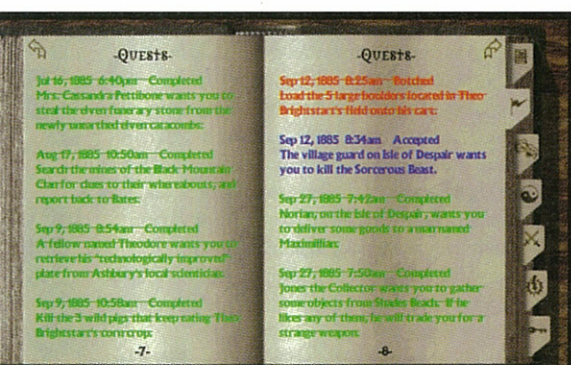 -QUESTS-
Jul 16, 1885 6:40pm Completed
Mrs. Cassandra Pettibone wants you to
steal the elven funerary stone from the
newly unearthed elven catacombs.
Aug 17, 1885 10:50am Completed
Search the mines of the Black Mountain
Clan for clues to their whereabouts, and
report back to Bates.
Sep 9, 1885 8:54am Completed
A fellow named Theodore wants you to
retrieve his "technologically improved"
plate from Ashbury's local scientician.
Sep 9, 1885 10:58am Completed
Kill the 3 wild pigs that keep eating Theo
Brightstart's corn crop.
-7-
-QUESTS-
Sep 12, 1885 8:25am Botched
Load the 5 large boulders located in Theo
Brightstart's field onto his cart.
Sep 12, 1885 8:34am Accepted
The village guard on Isle of Despair wants
you to kill the Sorcerous Beast.
Sep 27, 1885 7:42am Completed
Norian, on the Isle of Despair, wants you
to deliver some goods to a man named
Maximillian.
Sep 27, 1885 7:50am Completed
Jones the Collector wants you to gather
some objects from Shades Beach. If he
likes any of them, he will trade you for a
strange weapon.
-8-